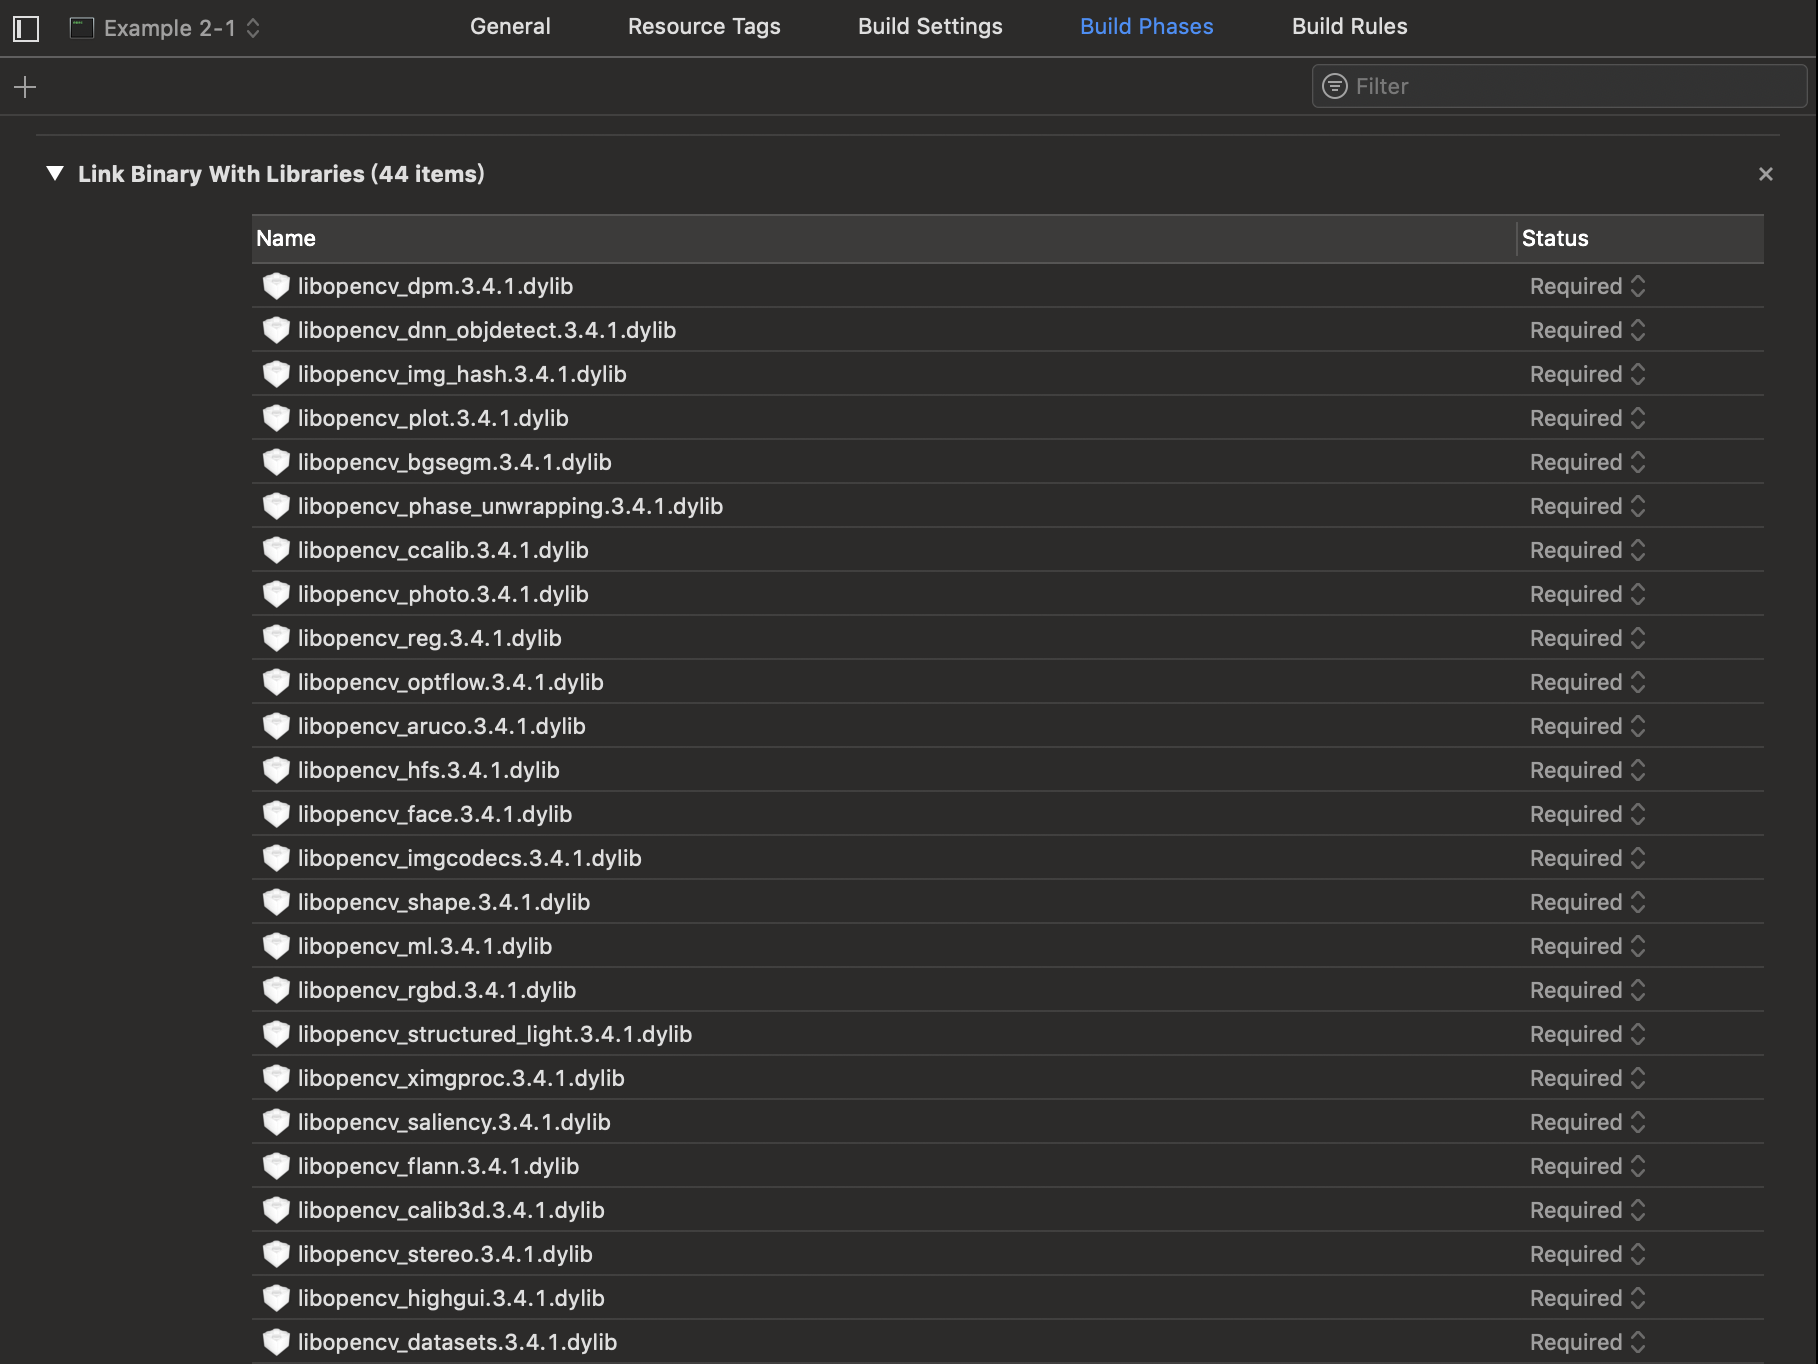 Example 2-1
General Resource Tags Build Settings Build Phases Build Rules
Filter
Link Binary With Libraries (44 items)
Name Status
libopencv_dpm.3.4.1.dylib Required
libopencv_dnn_objdetect.3.4.1.dylib Required
libopencv_img_hash.3.4.1.dylib Required
libopencv_plot.3.4.1.dylib Required
libopencv_bgsegm.3.4.1.dylib Required
libopencv_phase_unwrapping.3.4.1.dylib Required
libopencv_ccalib.3.4.1.dylib Required
libopencv_photo.3.4.1.dylib Required
libopencv_reg.3.4.1.dylib Required
libopencv_optflow.3.4.1.dylib Required
libopencv_aruco.3.4.1.dylib Required
libopencv_hfs.3.4.1.dylib Required
libopencv_face.3.4.1.dylib Required
libopencv_imgcodecs.3.4.1.dylib Required
libopencv_shape.3.4.1.dylib Required
libopencv_ml.3.4.1.dylib Required
libopencv_rgbd.3.4.1.dylib Required
libopencv_structured_light.3.4.1.dylib Required
libopencv_ximgproc.3.4.1.dylib Required
libopencv_saliency.3.4.1.dylib Required
libopencv_flann.3.4.1.dylib Required
libopencv_calib3d.3.4.1.dylib Required
libopencv_stereo.3.4.1.dylib Required
libopencv_highgui.3.4.1.dylib Required
libopencv_datasets.3.4.1.dylib Required